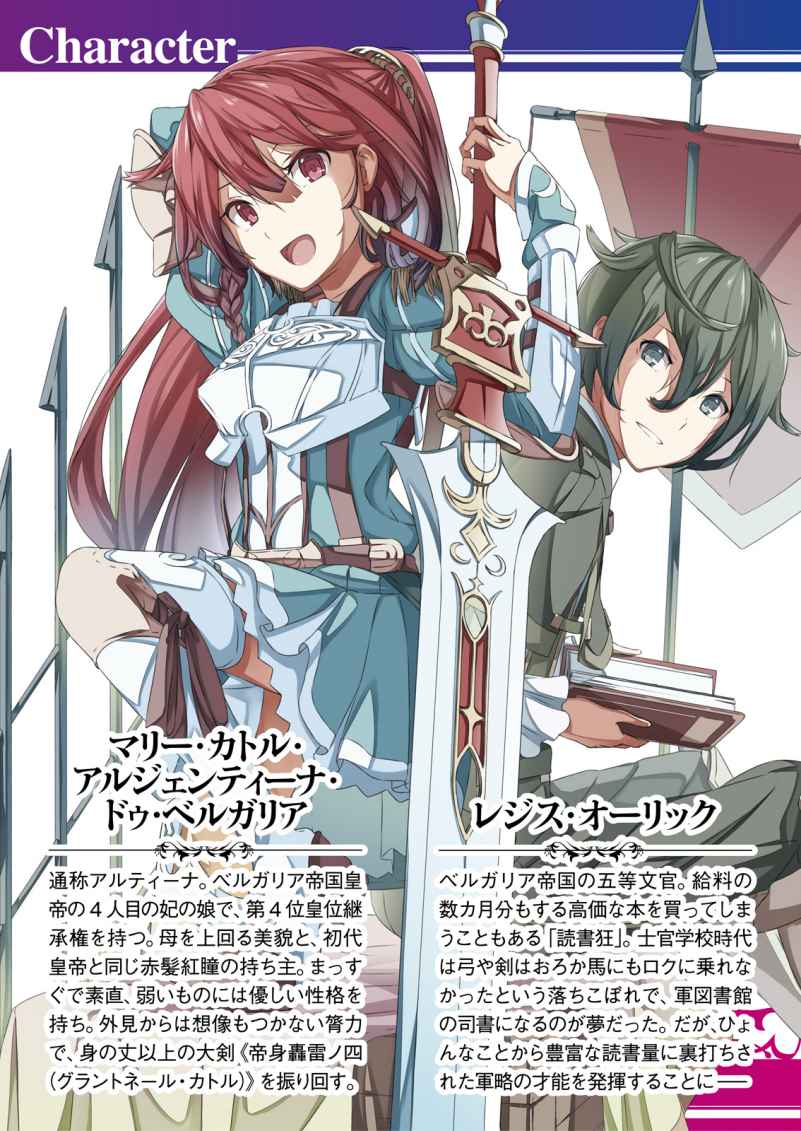 Character
マリー・カトル・
アルジェンティーナ・
ドゥ・ベルガリア
通称アルティーナ。ベルガリア帝国皇
帝の4人目の妃の娘で、第4位皇位継
承権を持つ。母を上回る美貌と、初代
皇帝と同じ赤髪紅瞳の持ち主。まっす
ぐで素直、弱いものには優しい性格を
持ち。外見からは想像もつかない膂力
で、身の丈以上の大剣《帝身轟雷ノ四
(グラントネール・カトル)》を振り回す。
レジス・オーリック
ベルガリア帝国の五等文官。給料の
数カ月分もする高価な本を買ってしま
うこともある「読書狂」。士官学校時代
は弓や剣はおろか馬にもロクに乗れな
かったという落ちこぼれで、軍図書館
の司書になるのが夢だった。だが、ひょ
んなことから豊富な読書量に裏打ちさ
れた軍略の才能を発揮することに――